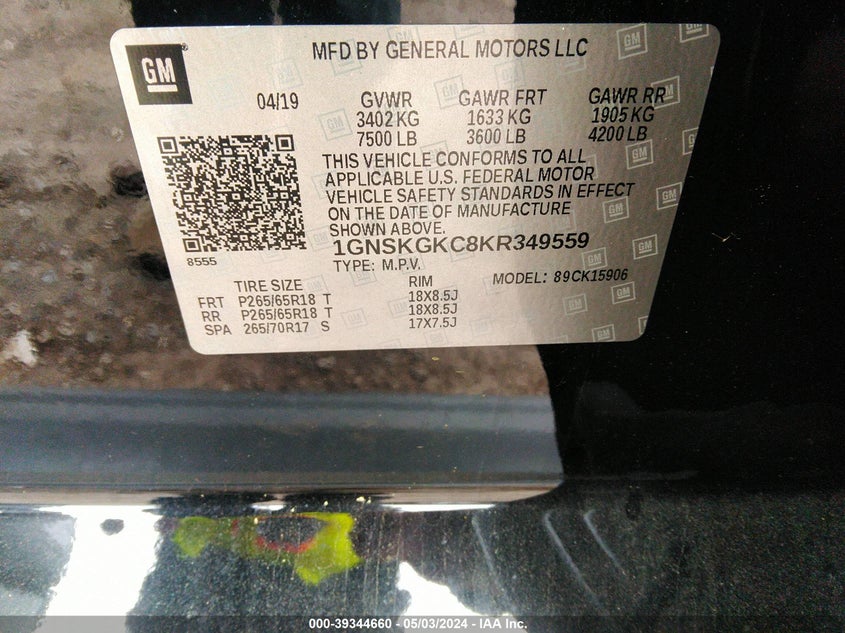 GM
MFD BY GENERAL MOTORS LLC
04/19 GVWR GAWR FRT GAWR RR
3402 KG 1633 KG 1905 KG
7500 LB 3600 LB 4200 LB
THIS VEHICLE CONFORMS TO ALL
APPLICABLE U.S. FEDERAL MOTOR
VEHICLE SAFETY STANDARDS IN EFFECT
ON THE DATE OF MANUFACTURE
SHOWN ABOVE.
8555
1GNSKGKC8KR349559
TYPE: M.P.V. MODEL: 89CK15906
TIRE SIZE RIM
FRT P265/65R18 T 18X8.5J
RR P265/65R18 T 18X8.5J
SPA 265/70R17 S 17X7.5J
000-39344660 - 05/03/2024 - IAA Inc.